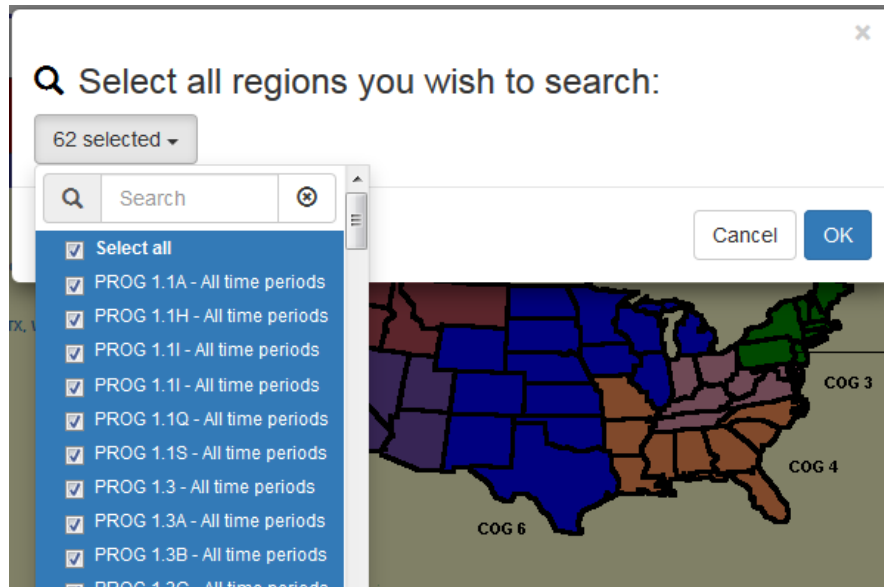 ×
Select all regions you wish to search:
62 selected
Search
Select all
PROG 1.1A - All time periods
PROG 1.1H - All time periods
PROG 1.1I - All time periods
PROG 1.1I - All time periods
PROG 1.1Q - All time periods
PROG 1.1S - All time periods
PROG 1.3 - All time periods
PROG 1.3A - All time periods
PROG 1.3B - All time periods
Cancel
OK
TX,
COG 3
COG 4
COG 6